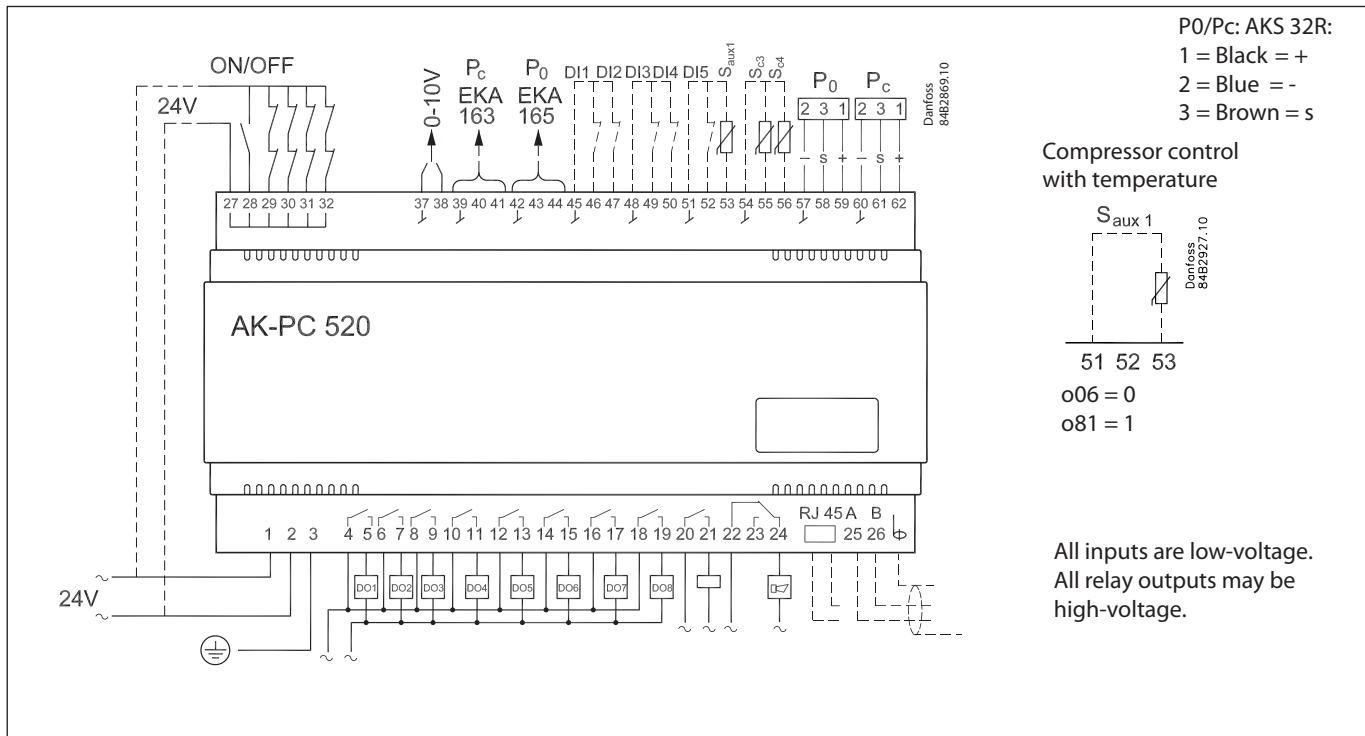 P0/Pc: AKS 32R:
1 = Black = +
2 = Blue = -
3 = Brown = s
ON/OFF
24V
0-10V
Pc
EKA
163
P0
EKA
165
DI1 DI2 DI3 DI4 DI5 Saux1 Sc3 Sc4
P0 Pc
2 3 1 2 3 1
– s + – s +
Danfoss
84B2869.10
27 28 29 30 31 32 37 38 39 40 41 42 43 44 45 46 47 48 49 50 51 52 53 54 55 56 57 58 59 60 61 62
Compressor control
with temperature
Saux 1
Danfoss
84B2927.10
51 52 53
o06 = 0
o81 = 1
AK-PC 520
RJ 45 A B
1 2 3 4 5 6 7 8 9 10 11 12 13 14 15 16 17 18 19 20 21 22 23 24 25 26
24V
DO1 DO2 DO3 DO4 DO5 DO6 DO7 DO8
All inputs are low-voltage.
All relay outputs may be
high-voltage.